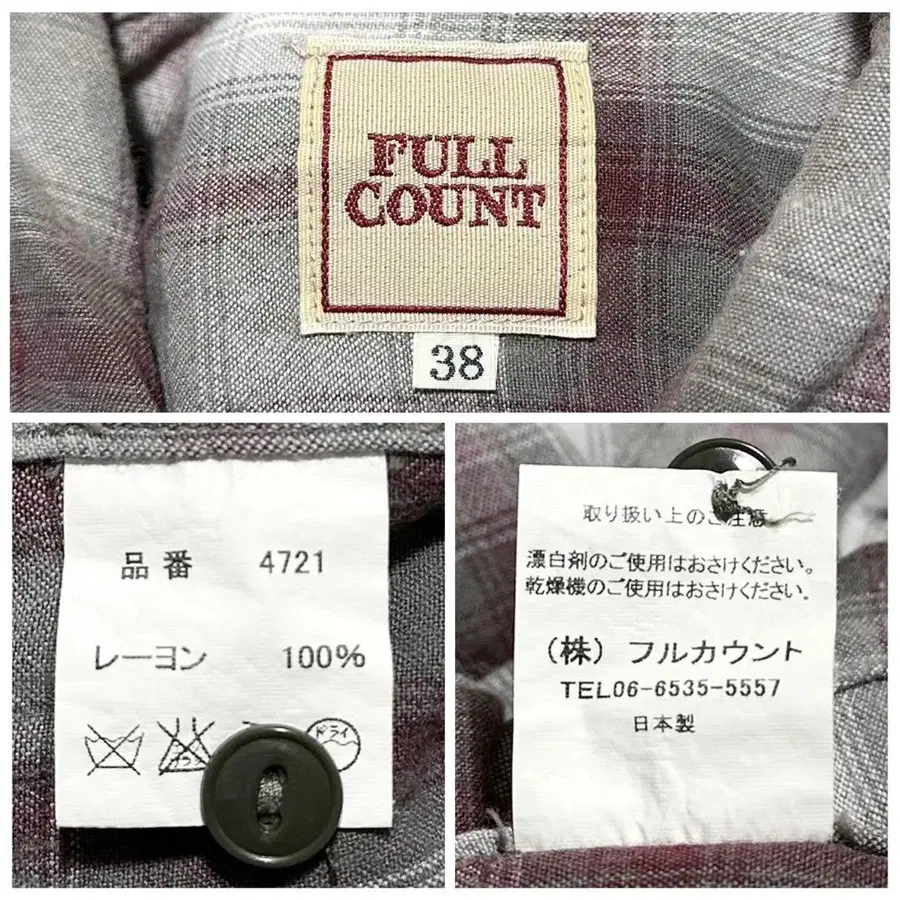 FULL
COUNT
38
品番 4721
レーヨン 100%
ドライ
取り扱い上のご注意
漂白剤のご使用はおさけください。
乾燥機のご使用はおさけください。
(株) フルカウント
TEL06-6535-5557
日本製